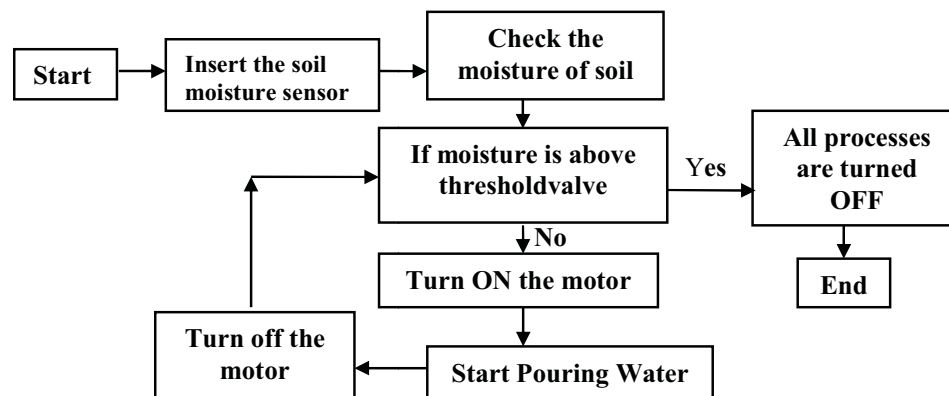 Start
Insert the soil
moisture sensor
Check the
moisture of soil
If moisture is above
thresholdvalve
Yes
All processes
are turned
OFF
End
No
Turn ON the motor
Start Pouring Water
Turn off the
motor